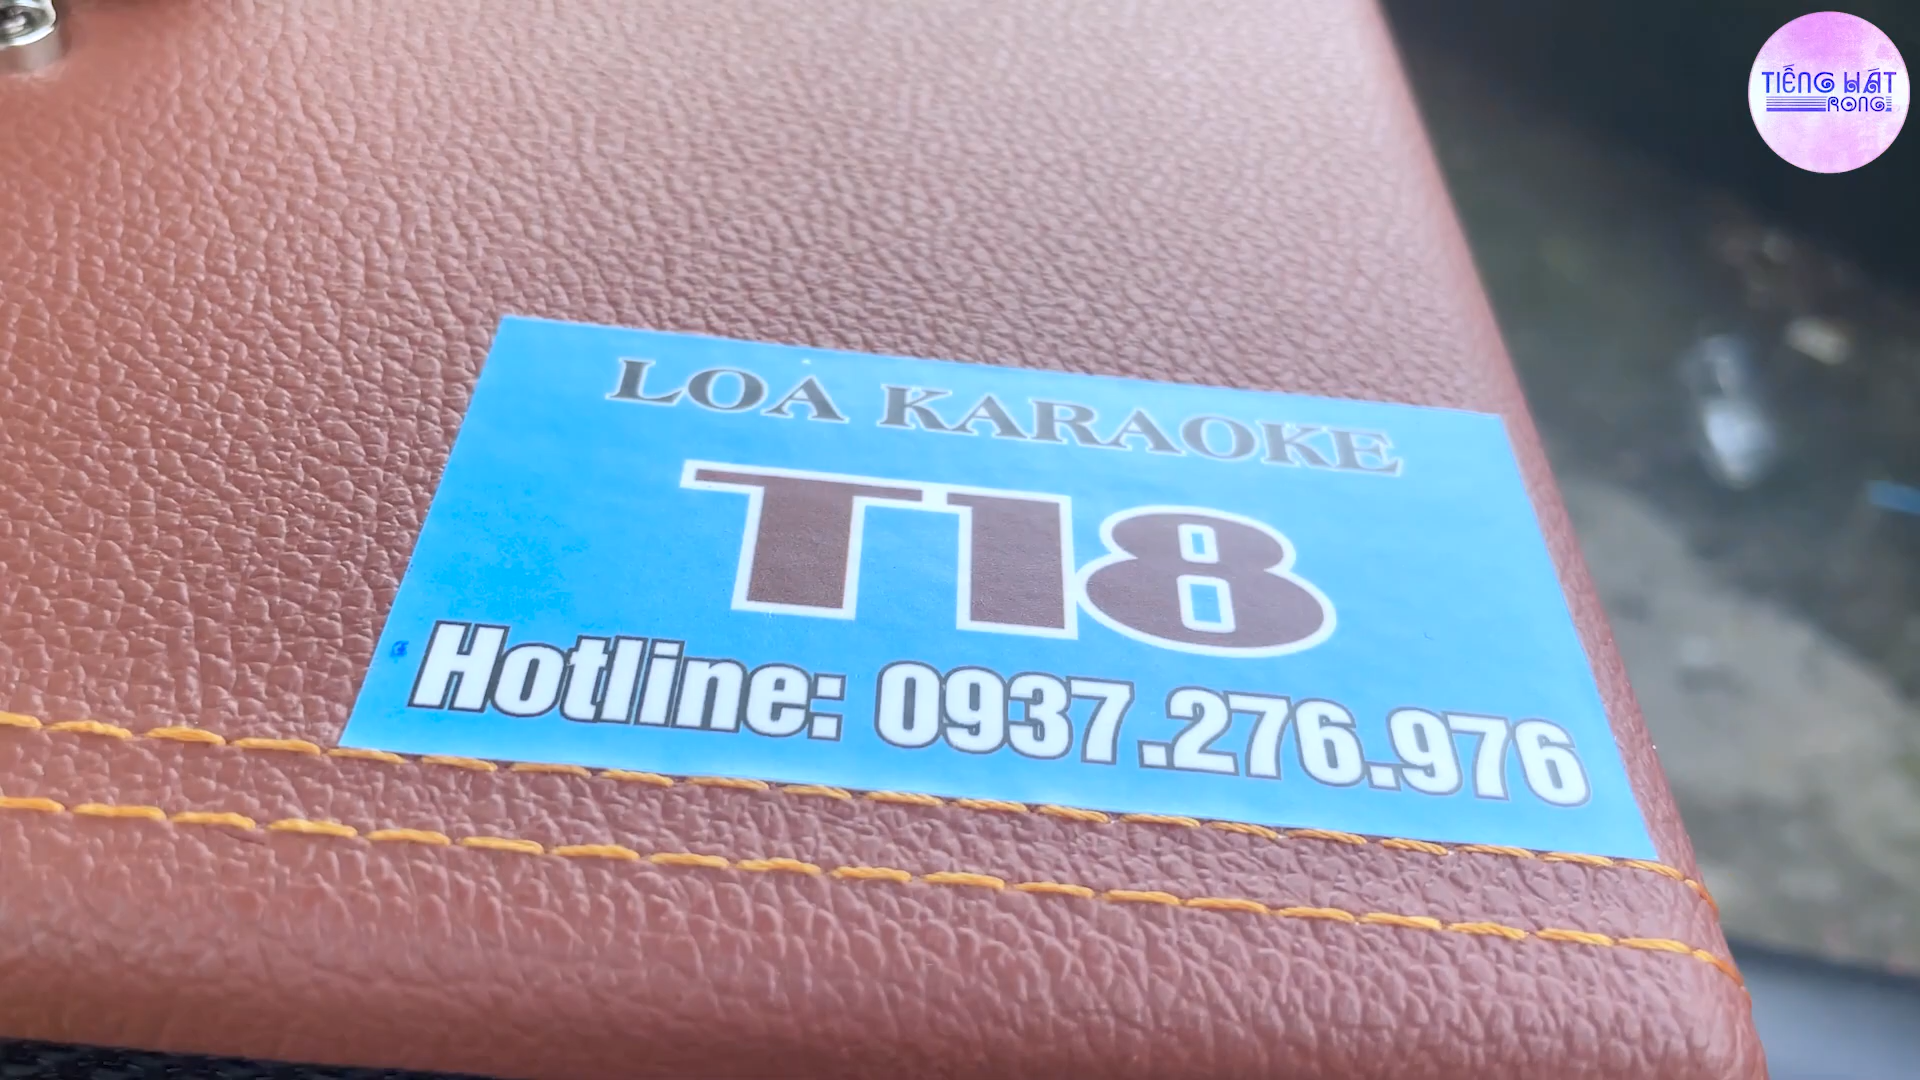 TIẾNG HÁT
RONG
LOA KARAOKE
T18
Hotline: 0937.276.976